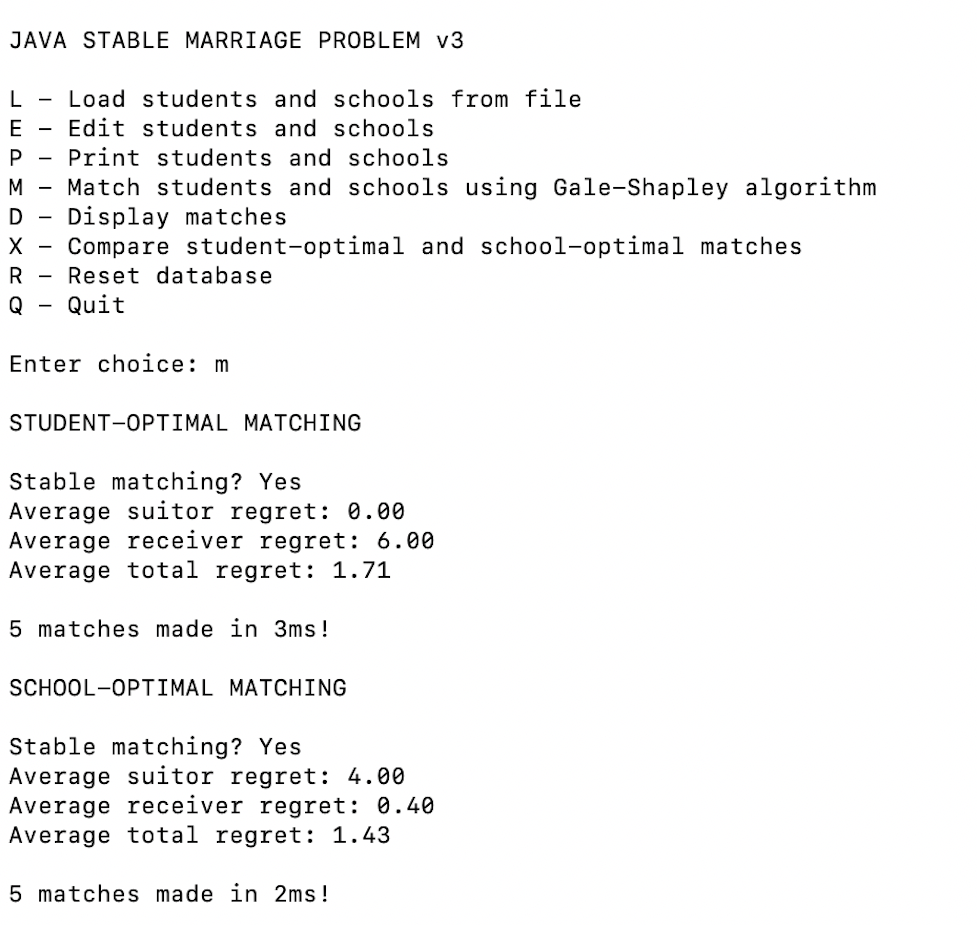 JAVA STABLE MARRIAGE PROBLEM v3
L – Load students and schools from file
E – Edit students and schools
P – Print students and schools
M – Match students and schools using Gale–Shapley algorithm
D – Display matches
X – Compare student–optimal and school–optimal matches
R – Reset database
Q – Quit
Enter choice: m
STUDENT–OPTIMAL MATCHING
Stable matching? Yes
Average suitor regret: 0.00
Average receiver regret: 6.00
Average total regret: 1.71
5 matches made in 3ms!
SCHOOL–OPTIMAL MATCHING
Stable matching? Yes
Average suitor regret: 4.00
Average receiver regret: 0.40
Average total regret: 1.43
5 matches made in 2ms!